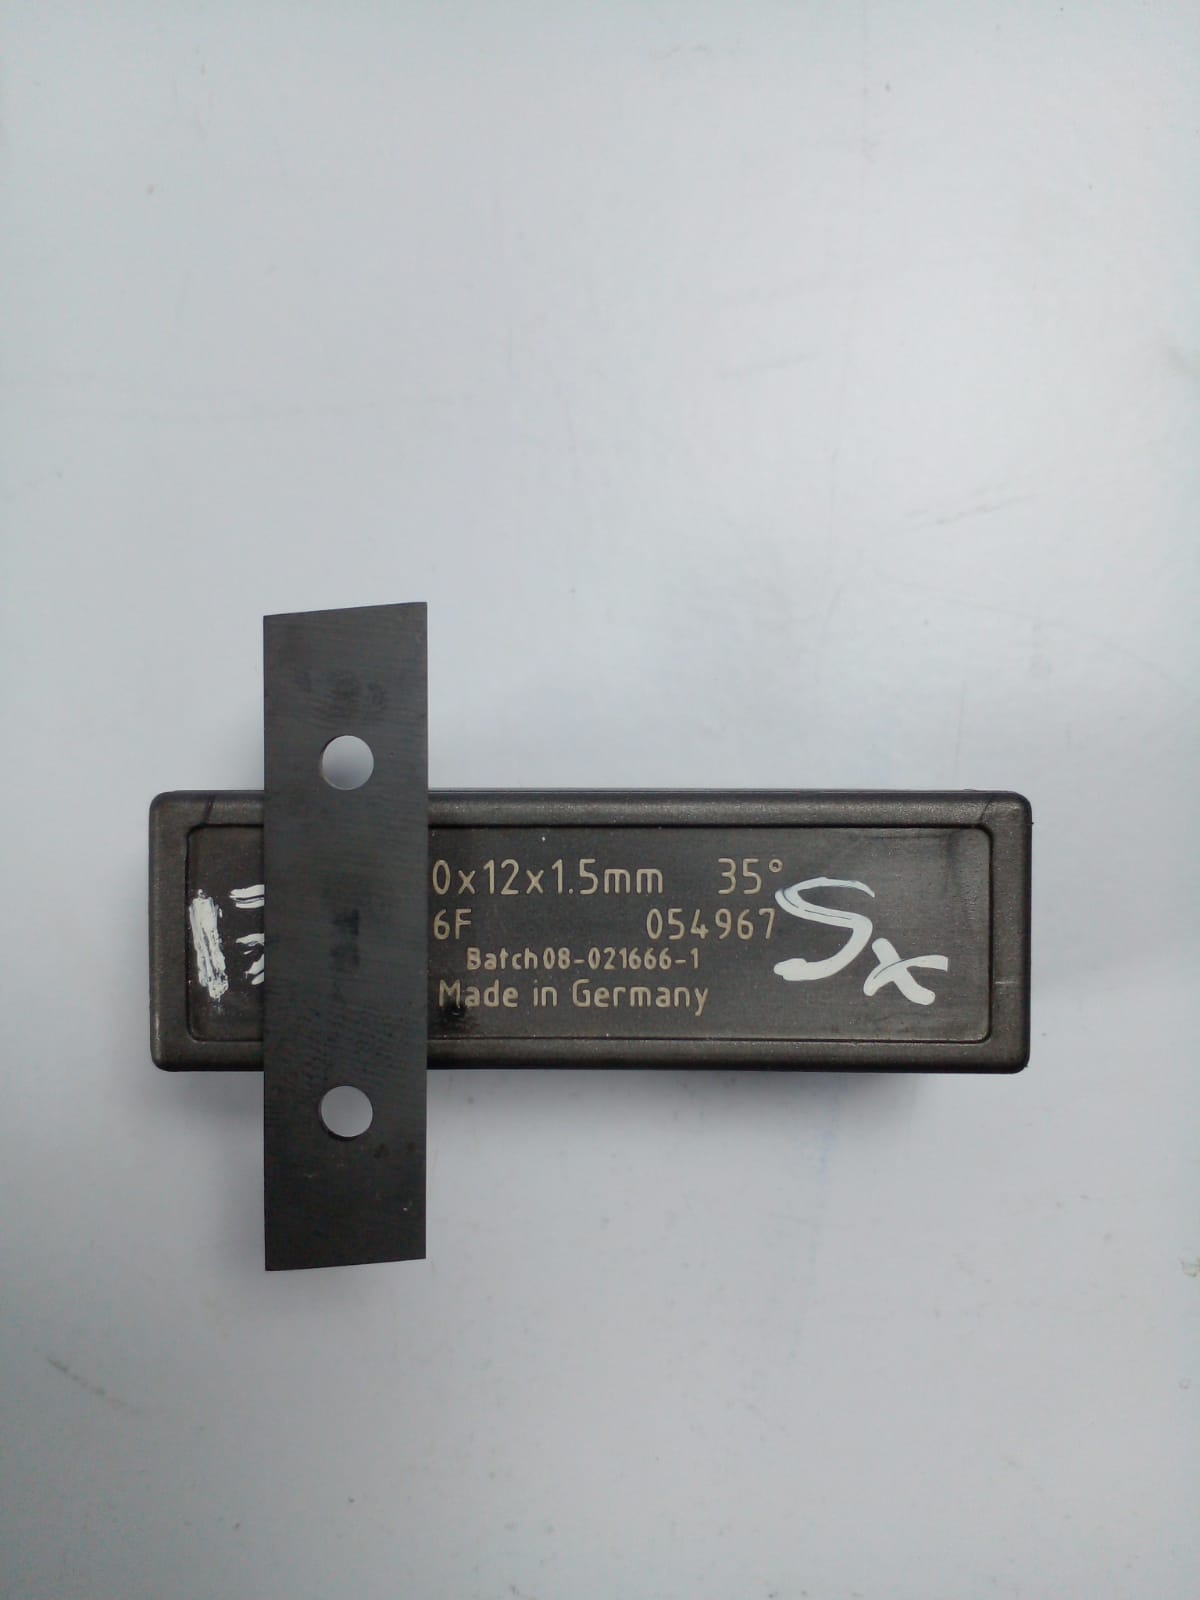 0x12x1.5mm 35°
6F 054967
Batch08-021666-1
Made in Germany
Sx